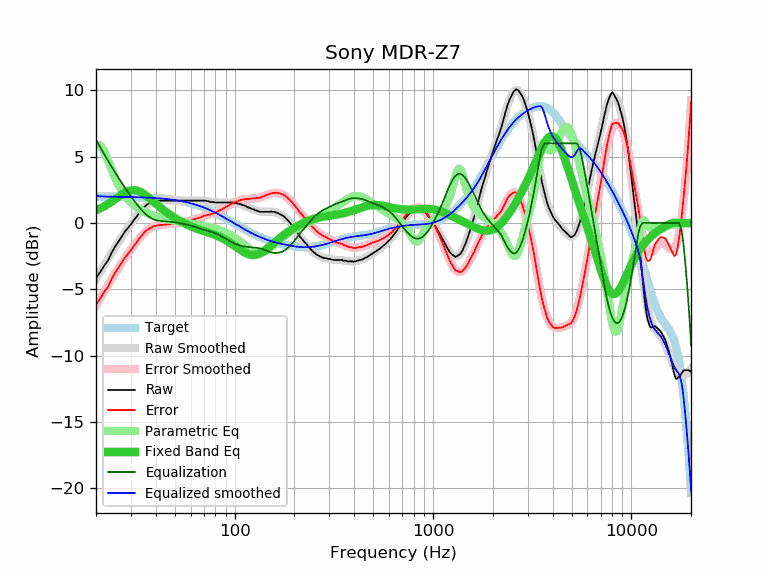 Sony MDR-Z7
Amplitude (dBr)
10
5
0
−5
−10
−15
−20
Target
Raw Smoothed
Error Smoothed
Raw
Error
Parametric Eq
Fixed Band Eq
Equalization
Equalized smoothed
100
1000
10000
Frequency (Hz)